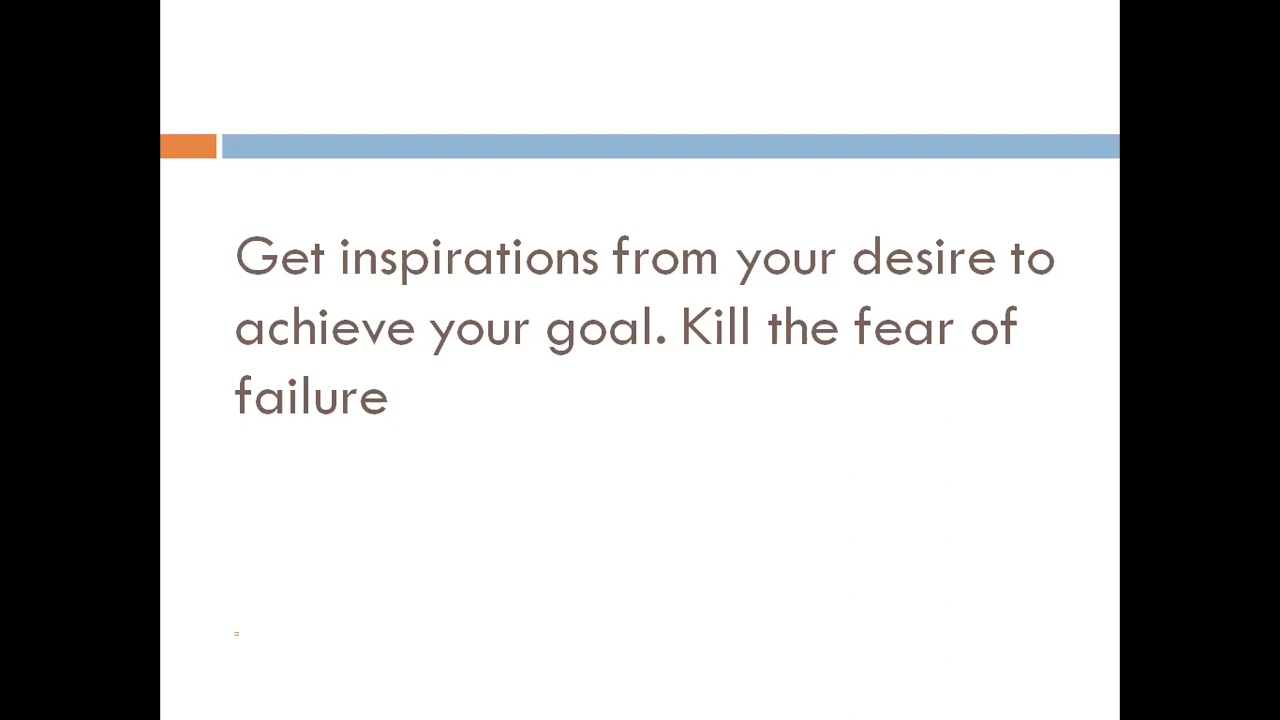 Get inspirations from your desire to
achieve your goal. Kill the fear of
failure